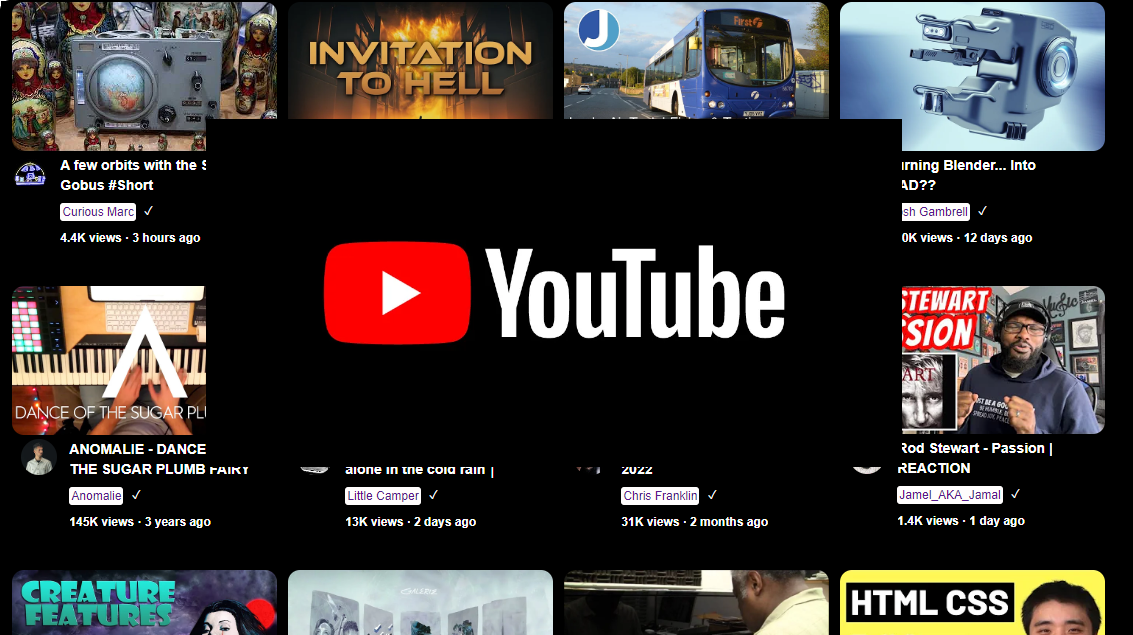 INVITATION
TO HELL
First
A few orbits with the S
Gobus #Short
Curious Marc ✓
4.4K views · 3 hours ago
urning Blender... Into
AD??
sh Gambrell ✓
0K views · 12 days ago
YouTube
DANCE OF THE SUGAR PLU
STEWART
SSION
ART
Music
ANOMALIE - DANCE
THE SUGAR PLUMB FAIRY
Anomalie ✓
145K views · 3 years ago
alone in the cold rain |
Little Camper ✓
13K views · 2 days ago
2022
Chris Franklin ✓
31K views · 2 months ago
Rod Stewart - Passion |
REACTION
Jamel_AKA_Jamal ✓
1.4K views · 1 day ago
CREATURE
FEATURES
HTML CSS